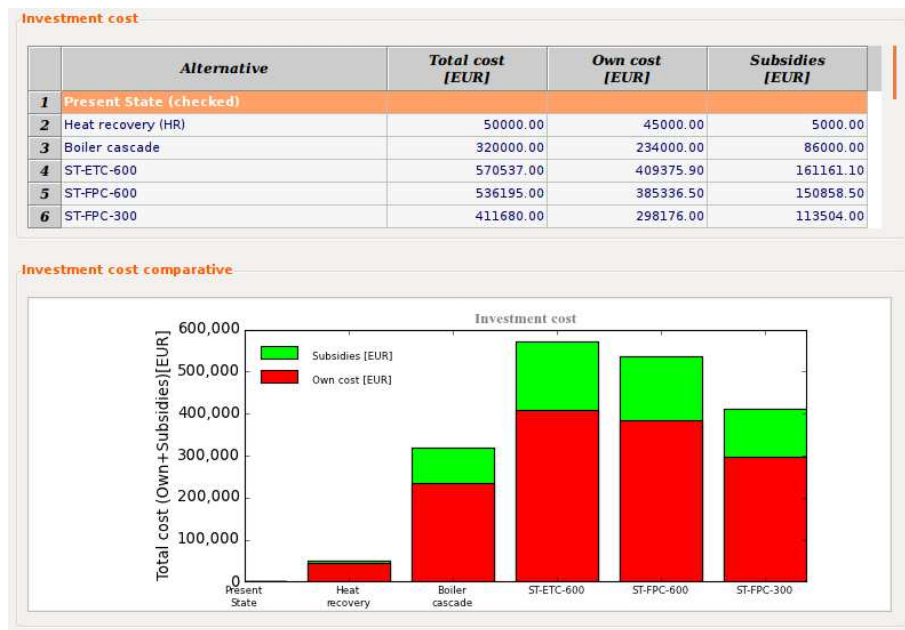 Investment cost
Alternative Total cost [EUR] Own cost [EUR] Subsidies [EUR]
1 Present State (checked)
2 Heat recovery (HR) 50000.00 45000.00 5000.00
3 Boiler cascade 320000.00 234000.00 86000.00
4 ST-ETC-600 570537.00 409375.90 161161.10
5 ST-FPC-600 536195.00 385336.50 150858.50
6 ST-FPC-300 411680.00 298176.00 113504.00
Investment cost comparative
Investment cost
Total cost (Own+Subsidies)[EUR]
600,000
500,000
400,000
300,000
200,000
100,000
0
Subsidies [EUR]
Own cost [EUR]
Present State
Heat recovery
Boiler cascade
ST-ETC-600
ST-FPC-600
ST-FPC-300